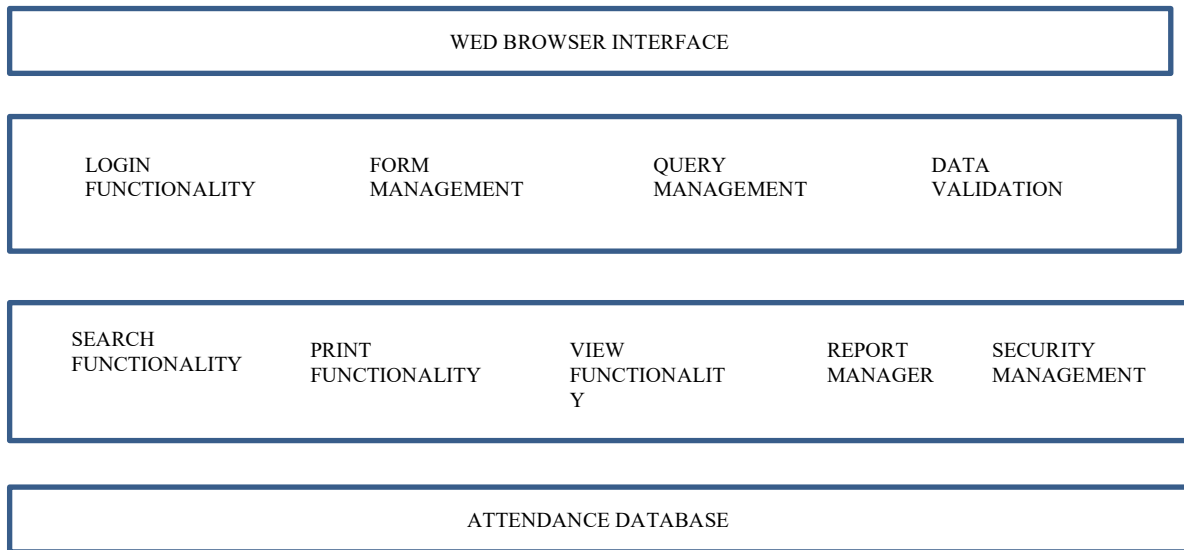 WED BROWSER INTERFACE
LOGIN
FUNCTIONALITY
FORM
MANAGEMENT
QUERY
MANAGEMENT
DATA
VALIDATION
SEARCH
FUNCTIONALITY
PRINT
FUNCTIONALITY
VIEW
FUNCTIONALIT
Y
REPORT
MANAGER
SECURITY
MANAGEMENT
ATTENDANCE DATABASE